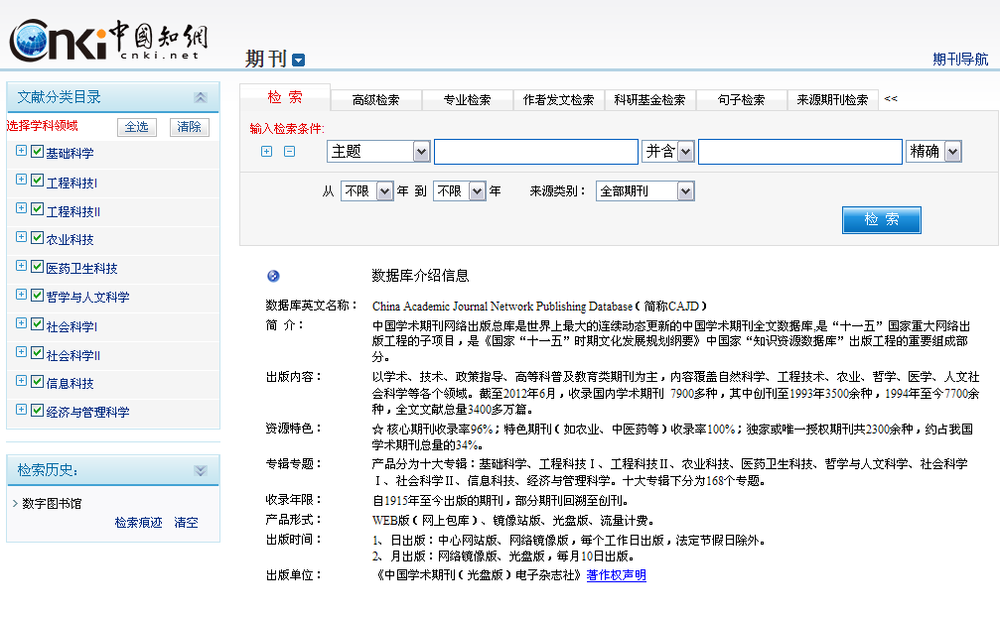 Cnki中國知網
cnki.net
期刊
期刊导航
文献分类目录
选择学科领域 全选 清除
基础科学
工程科技I
工程科技II
农业科技
医药卫生科技
哲学与人文科学
社会科学I
社会科学II
信息科技
经济与管理科学
检索历史:
数字图书馆
检索痕迹 清空
检 索 高级检索 专业检索 作者发文检索 科研基金检索 句子检索 来源期刊检索 <<
输入检索条件:
主题 并含 精确
从 不限 年 到 不限 年 来源类别: 全部期刊
检 索
数据库介绍信息
数据库英文名称: China Academic Journal Network Publishing Database(简称CAJD)
简 介: 中国学术期刊网络出版总库是世界上最大的连续动态更新的中国学术期刊全文数据库,是“十一五”国家重大网络出
版工程的子项目,是《国家“十一五”时期文化发展规划纲要》中国家“知识资源数据库”出版工程的重要组成部
分。
出版内容: 以学术、技术、政策指导、高等科普及教育类期刊为主,内容覆盖自然科学、工程技术、农业、哲学、医学、人文社
会科学等各个领域。截至2012年6月,收录国内学术期刊 7900多种,其中创刊至1993年3500余种,1994年至今7700余
种,全文文献总量3400多万篇。
资源特色: ☆ 核心期刊收录率96%;特色期刊(如农业、中医药等)收录率100%;独家或唯一授权期刊共2300余种,约占我国
学术期刊总量的34%。
专辑专题: 产品分为十大专辑:基础科学、工程科技Ⅰ、工程科技Ⅱ、农业科技、医药卫生科技、哲学与人文科学、社会科学
Ⅰ、社会科学Ⅱ、信息科技、经济与管理科学。十大专辑下分为168个专题。
收录年限: 自1915年至今出版的期刊,部分期刊回溯至创刊。
产品形式: WEB版(网上包库)、镜像站版、光盘版、流量计费。
出版时间: 1、日出版:中心网站版、网络镜像版,每个工作日出版,法定节假日除外。
2、月出版:网络镜像版、光盘版,每月10日出版。
出版单位: 《中国学术期刊(光盘版)电子杂志社》著作权声明